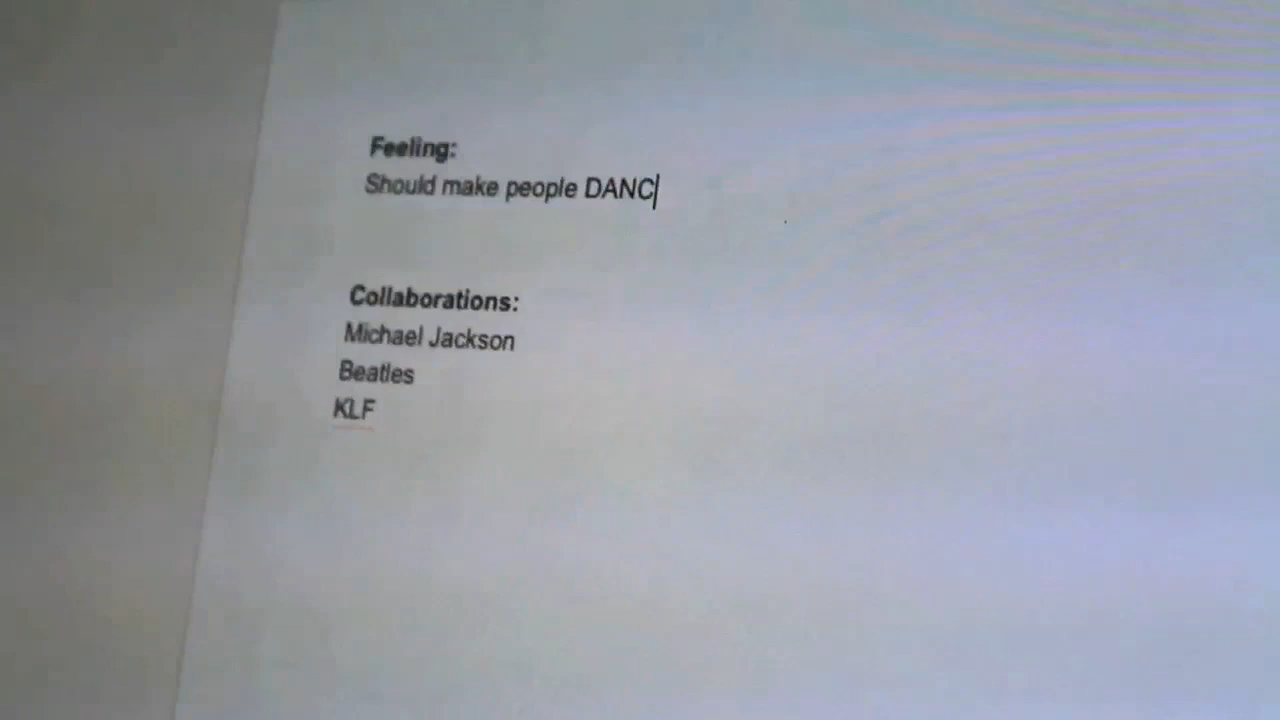 Feeling:
Should make people DANC
Collaborations:
Michael Jackson
Beatles
KLF